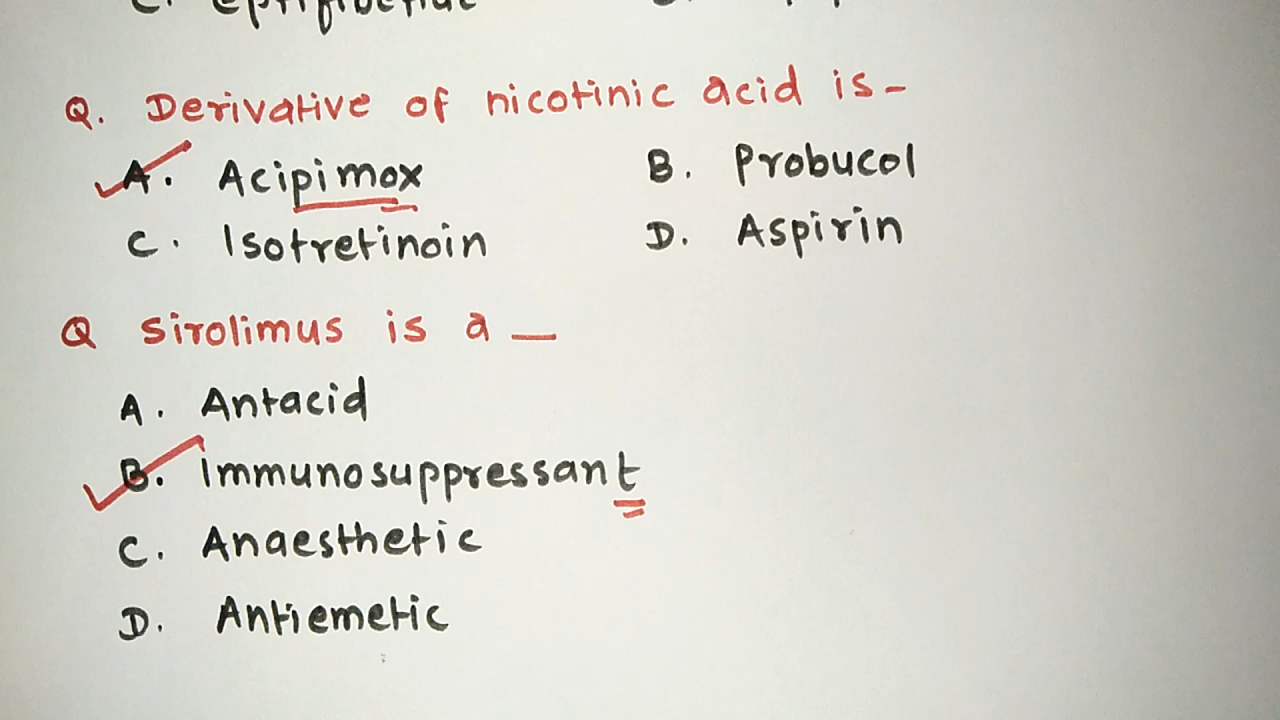 Q. Derivative of nicotinic acid is-
A. Acipimox B. Probucol
C. Isotretinoin D. Aspirin
Q sirolimus is a —
A. Antacid
B. Immunosuppressant
C. Anaesthetic
D. Antiemetic